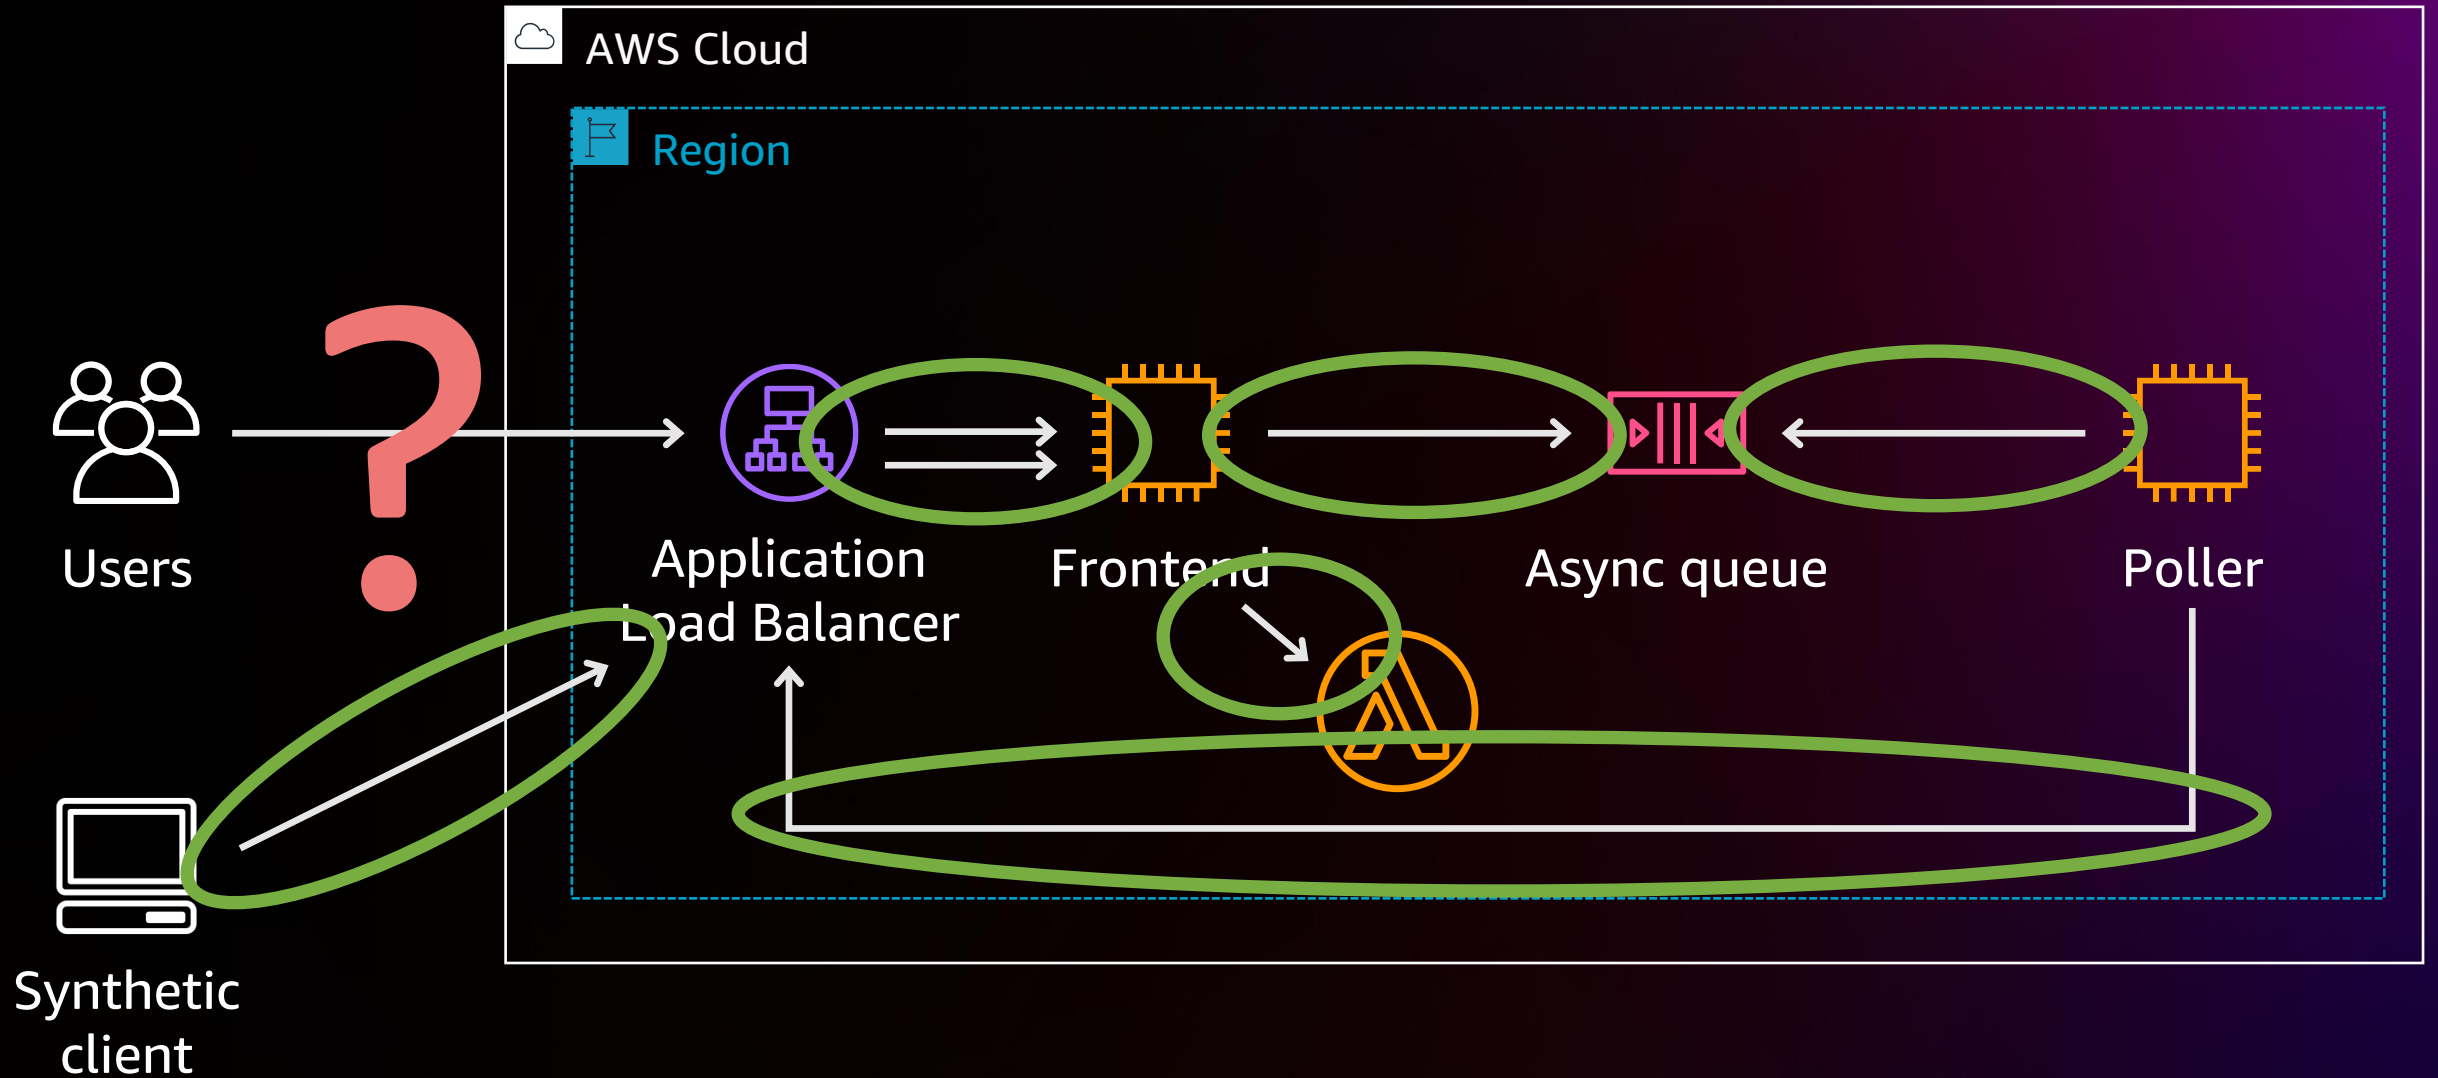 AWS Cloud
Region
?
Users
Application
Load Balancer
Frontend
Async queue
Poller
Synthetic
client